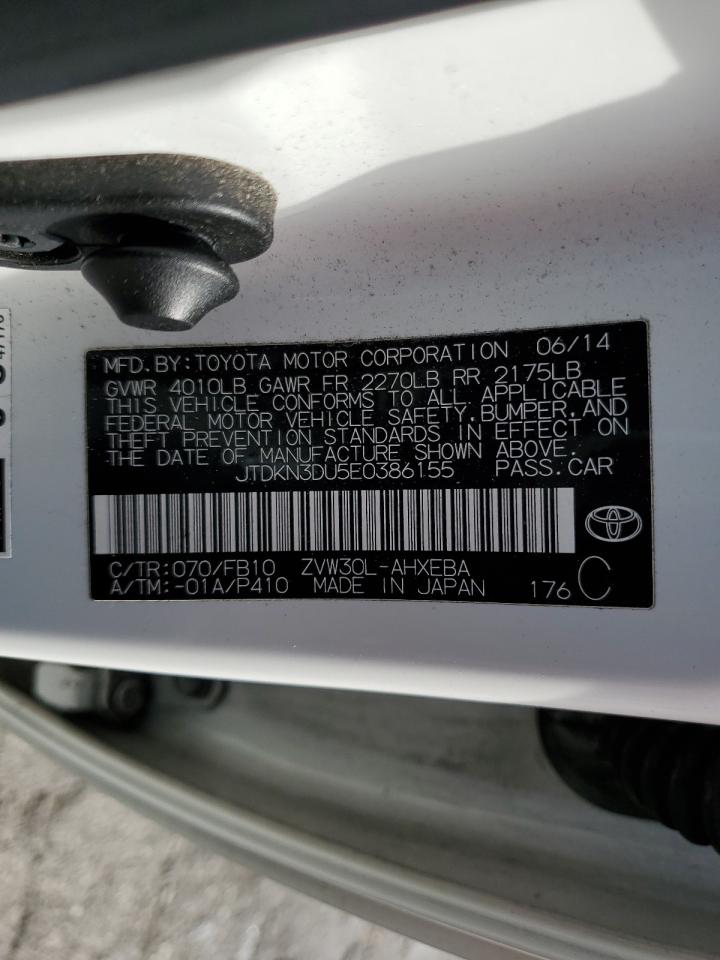 MFD.BY:TOYOTA MOTOR CORPORATION 06/14
GVWR 4010LB GAWR FR 2270LB RR 2175LB
THIS VEHICLE CONFORMS TO ALL APPLICABLE
FEDERAL MOTOR VEHICLE SAFETY,BUMPER,AND
THEFT PREVENTION STANDARDS IN EFFECT ON
THE DATE OF MANUFACTURE SHOWN ABOVE.
JTDKN3DU5E0386155 PASS.CAR
C/TR:070/FB10 ZVW30L-AHXEBA
A/TM:-01A/P410 MADE IN JAPAN 176 C